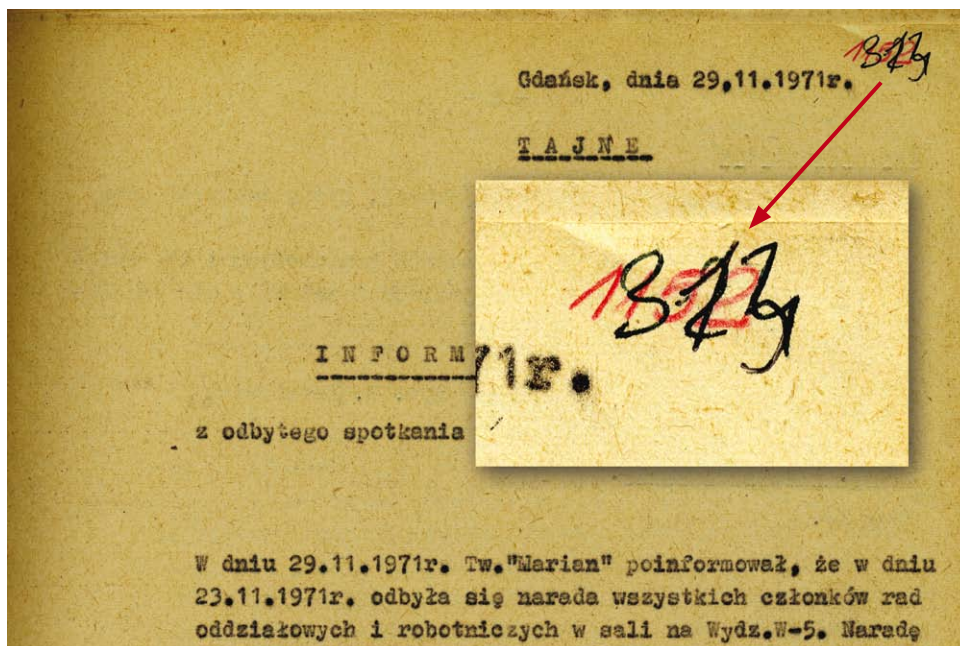 Gdańsk, dnia 29,11.1971r.
T A J N E
I N F O R M
71r.
z odbytego spotkania
W dniu 29.11.1971r. Tw."Marian" poinformował, że w dniu
23.11.1971r. odbyła się narada wszystkich członków rad
oddziałowych i robotniczych w sali na Wydz.W-5. Naradę